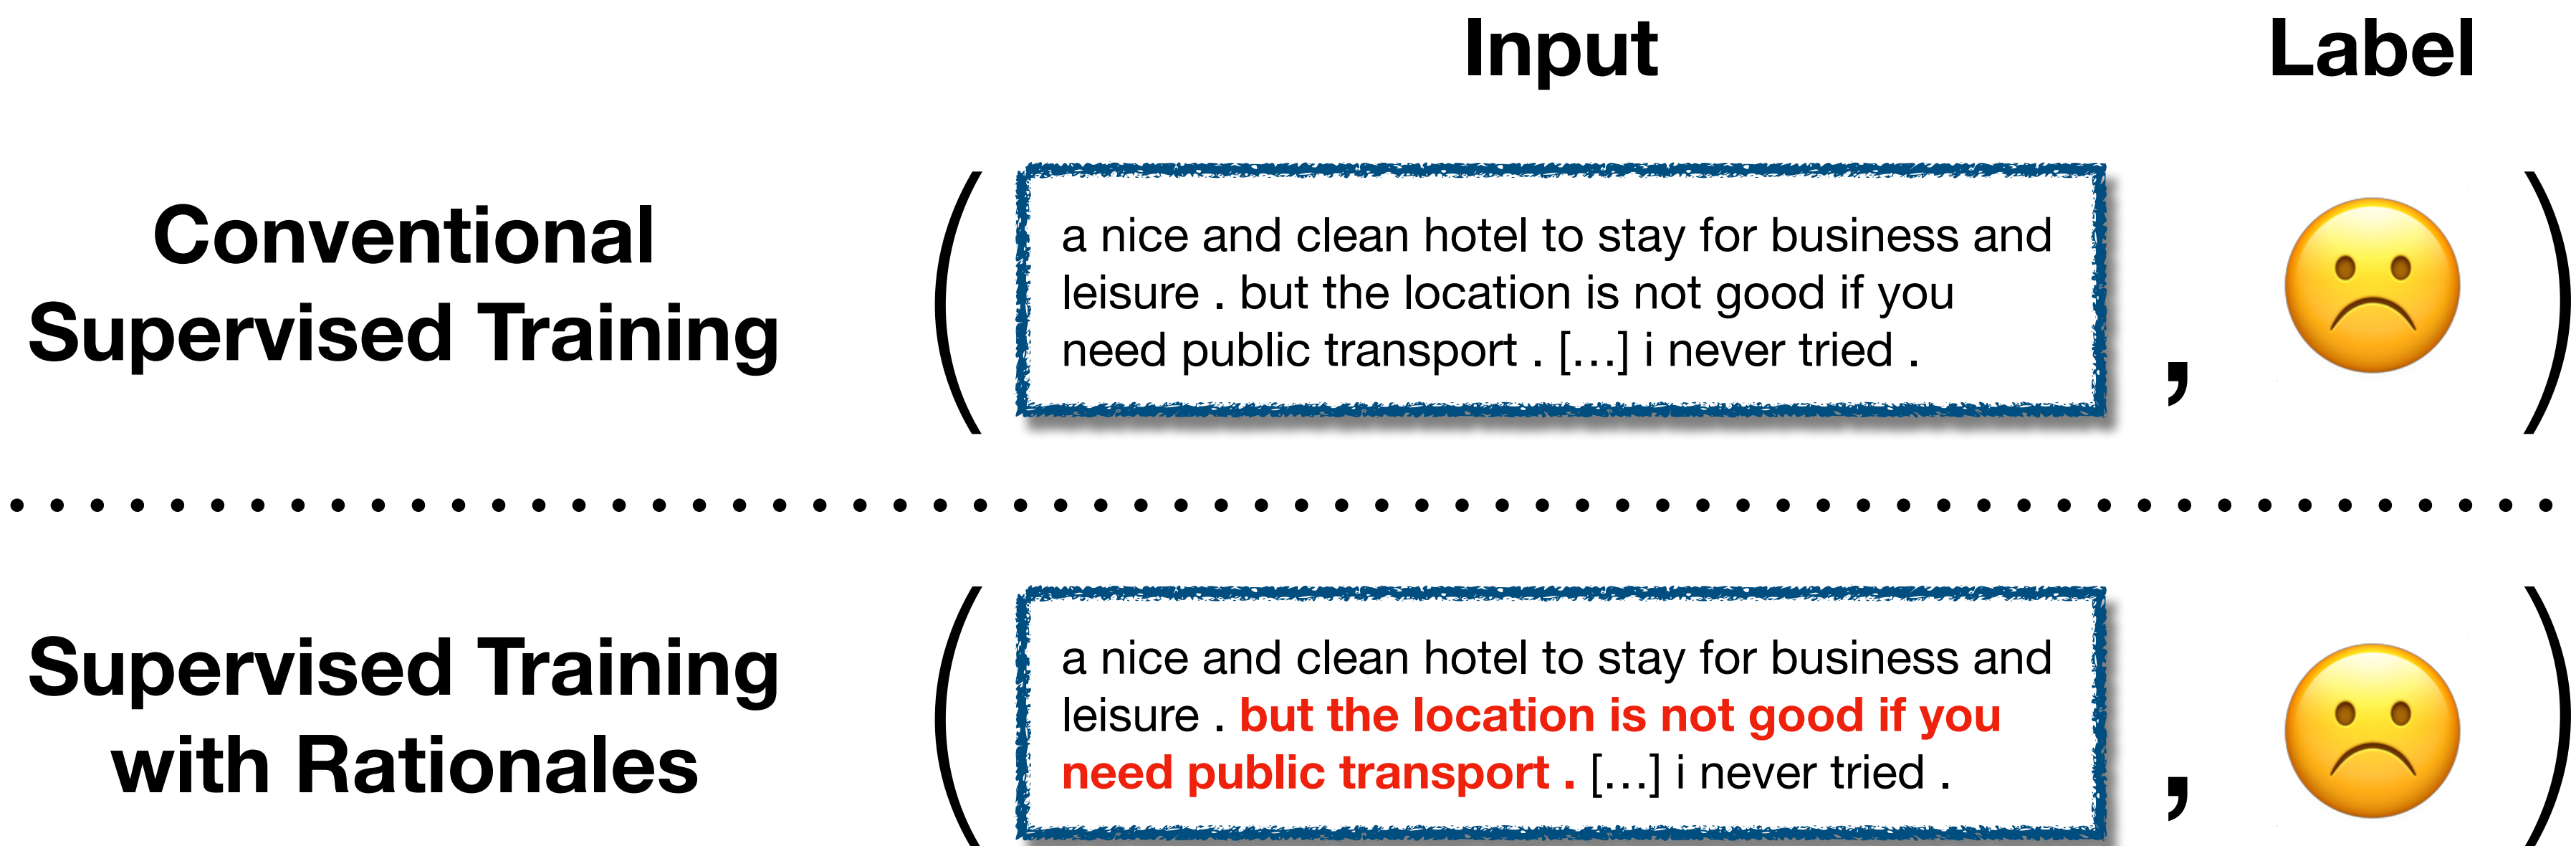 Input Label
Conventional
Supervised Training
( a nice and clean hotel to stay for business and
leisure . but the location is not good if you
need public transport . […] i never tried . , )
Supervised Training
with Rationales
( a nice and clean hotel to stay for business and
leisure . but the location is not good if you
need public transport . […] i never tried . , )